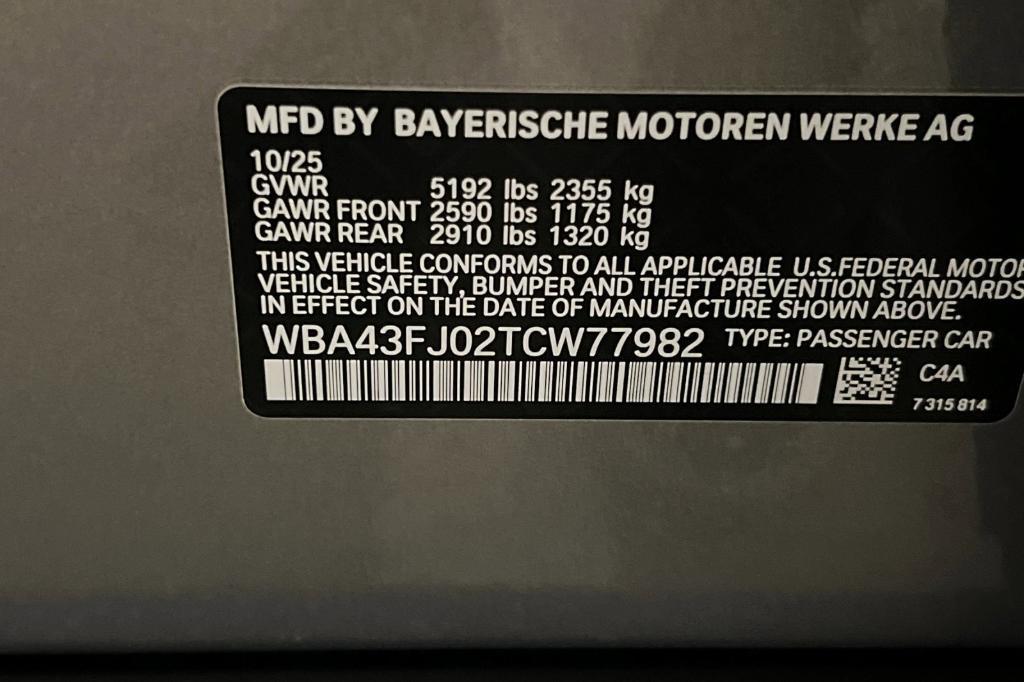 MFD BY BAYERISCHE MOTOREN WERKE AG
10/25
GVWR 5192 lbs 2355 kg
GAWR FRONT 2590 lbs 1175 kg
GAWR REAR 2910 lbs 1320 kg
THIS VEHICLE CONFORMS TO ALL APPLICABLE U.S.FEDERAL MOTOR
VEHICLE SAFETY, BUMPER AND THEFT PREVENTION STANDARDS
IN EFFECT ON THE DATE OF MANUFACTURE SHOWN ABOVE.
WBA43FJ02TCW77982 TYPE: PASSENGER CAR
C4A
7 315 814